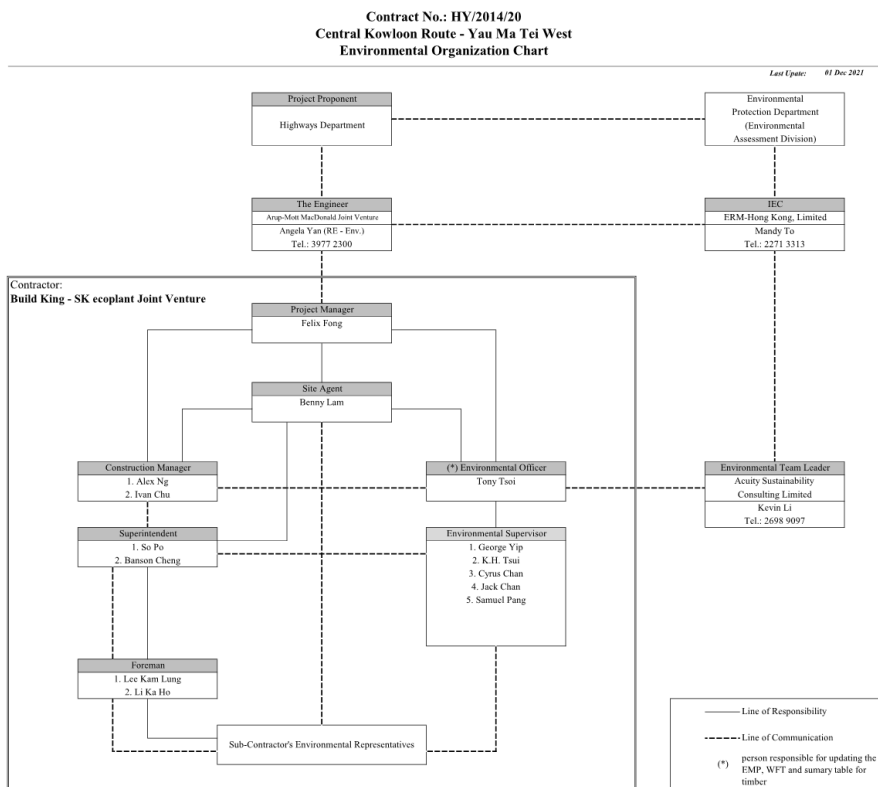 Contract No.: HY/2014/20
Central Kowloon Route - Yau Ma Tei West
Environmental Organization Chart
Last Upate: 01 Dec 2021
Project Proponent
Highways Department
Environmental
Protection Department
(Environmental
Assessment Division)
The Engineer
Arup-Mott MacDonald Joint Venture
Angela Yan (RE - Env.)
Tel.: 3977 2300
IEC
ERM-Hong Kong, Limited
Mandy To
Tel.: 2271 3313
Contractor:
Build King - SK ecoplant Joint Venture
Project Manager
Felix Fong
Site Agent
Benny Lam
Construction Manager
1. Alex Ng
2. Ivan Chu
(*) Environmental Officer
Tony Tsoi
Environmental Team Leader
Acuity Sustainability
Consulting Limited
Kevin Li
Tel.: 2698 9097
Superintendent
1. So Po
2. Banson Cheng
Environmental Supervisor
1. George Yip
2. K.H. Tsui
3. Cyrus Chan
4. Jack Chan
5. Samuel Pang
Foreman
1. Lee Kam Lung
2. Li Ka Ho
Sub-Contractor's Environmental Representatives
Line of Responsibility
Line of Communication
(*) person responsible for updating the
EMP, WFT and sumary table for
timber